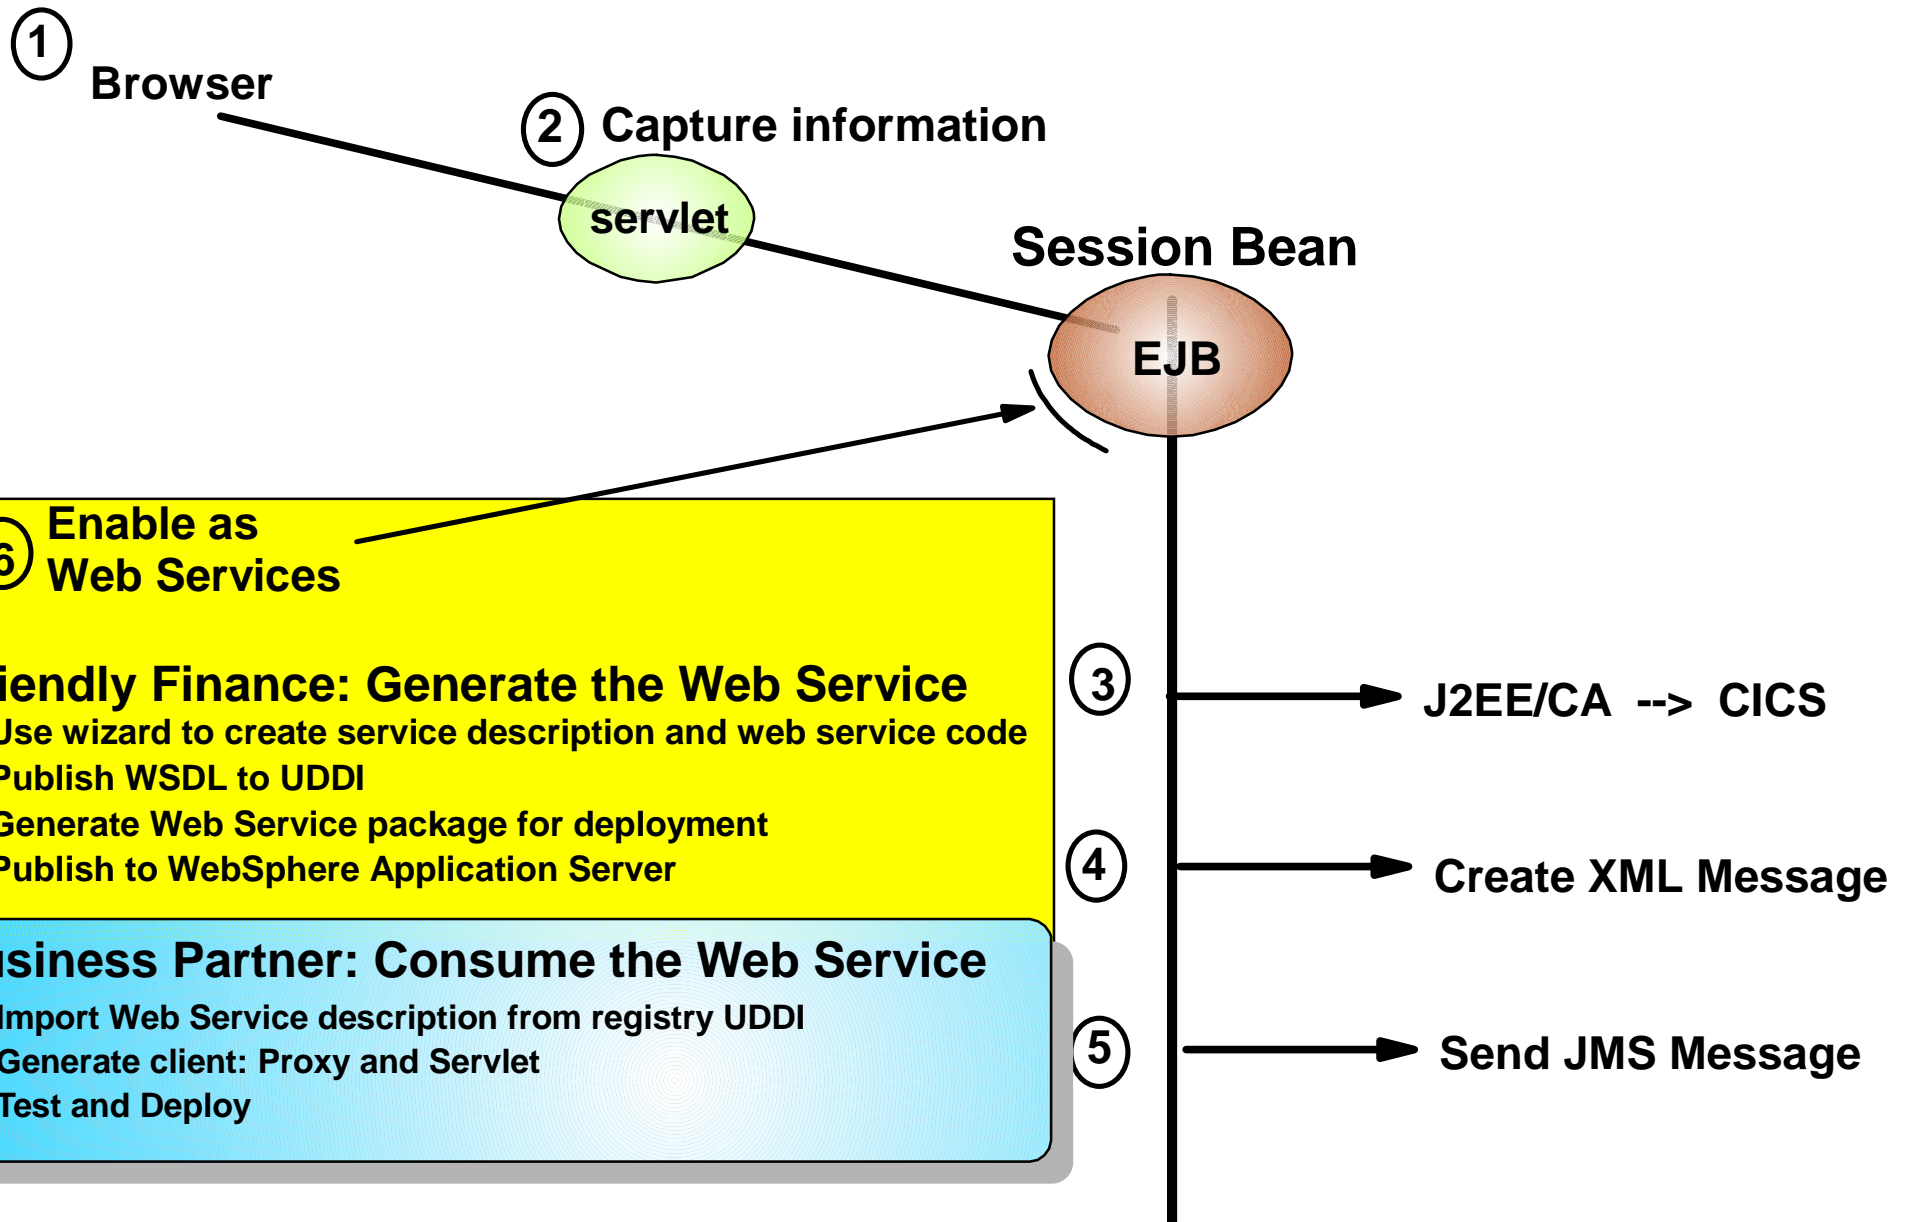 1
Browser
2 Capture information
servlet
Session Bean
EJB
6 Enable as
Web Services
iendly Finance: Generate the Web Service
Use wizard to create service description and web service code
Publish WSDL to UDDI
Generate Web Service package for deployment
Publish to WebSphere Application Server
siness Partner: Consume the Web Service
Import Web Service description from registry UDDI
Generate client: Proxy and Servlet
Test and Deploy
3
J2EE/CA --> CICS
4
Create XML Message
5
Send JMS Message